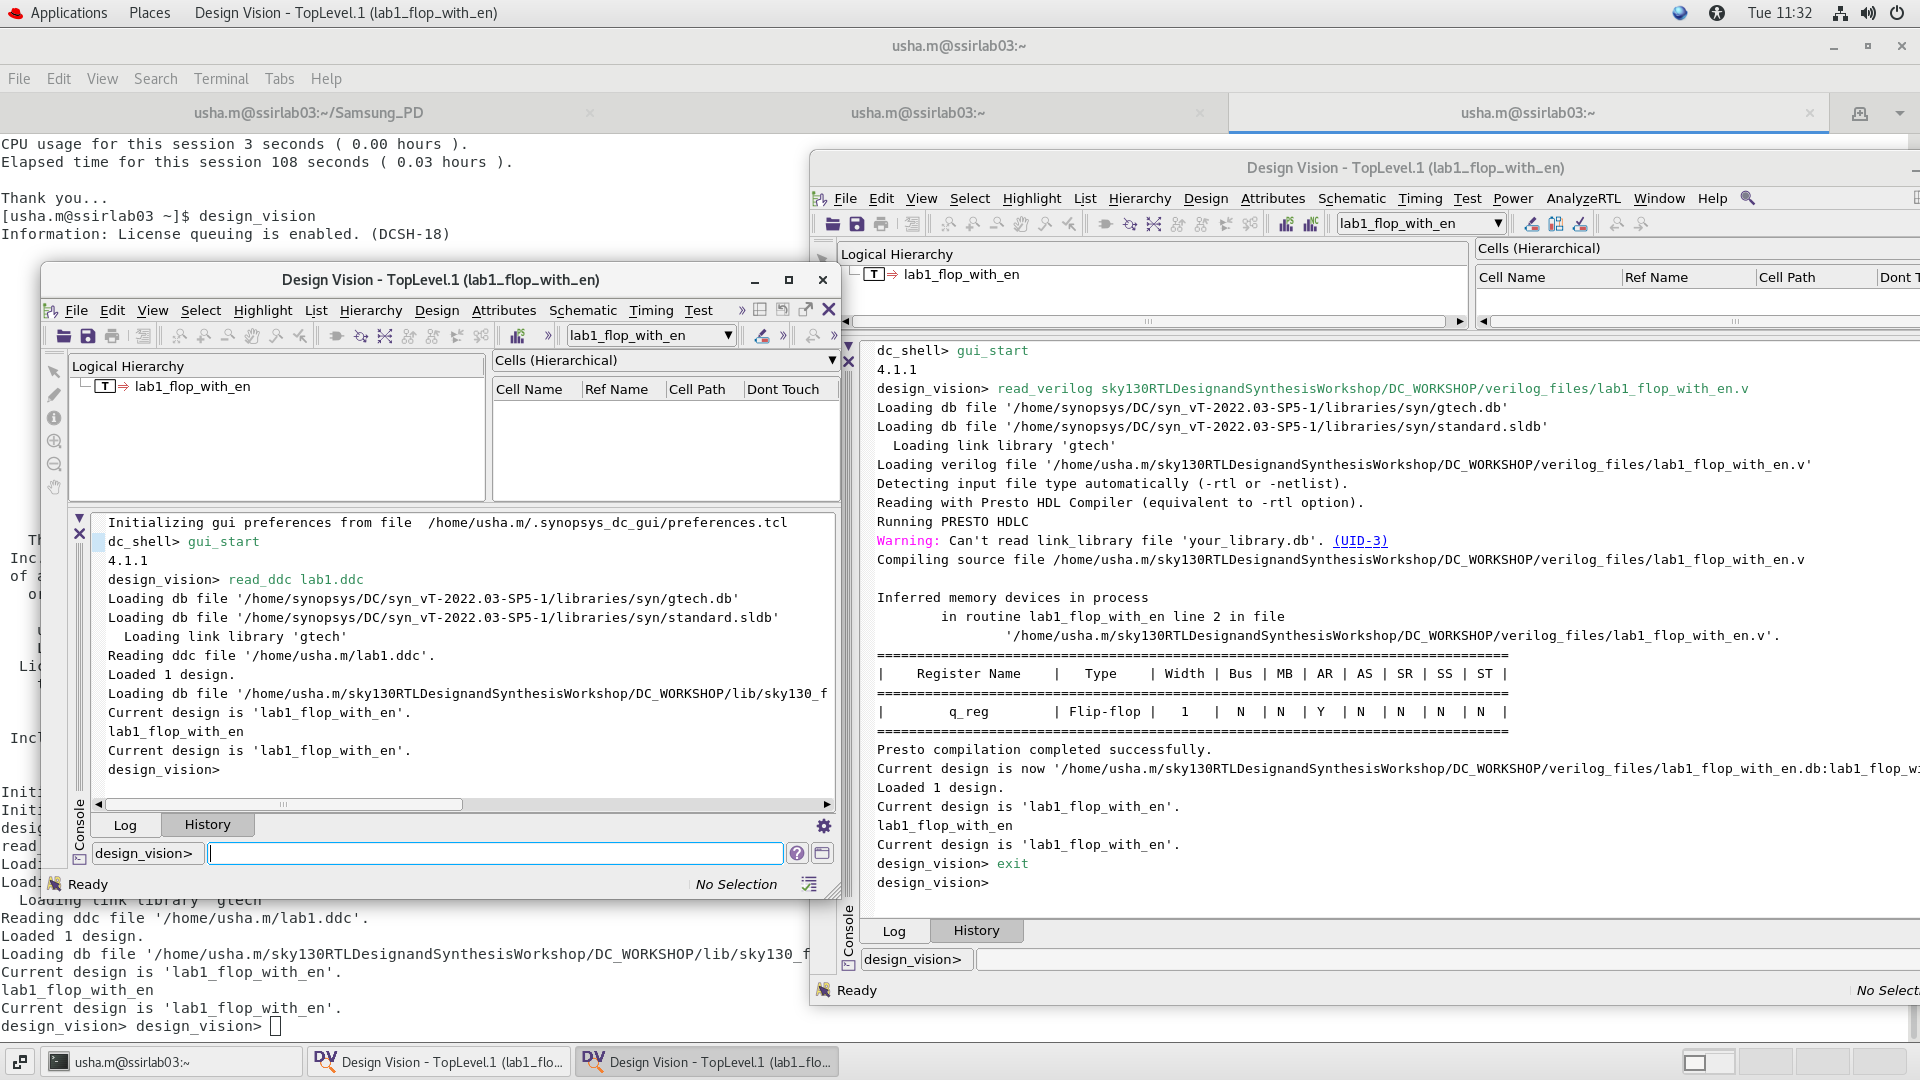 Applications Places Design Vision - TopLevel.1 (lab1_flop_with_en) Tue 11:32
usha.m@ssirlab03:~
File Edit View Search Terminal Tabs Help
usha.m@ssirlab03:~/Samsung_PD usha.m@ssirlab03:~ usha.m@ssirlab03:~
CPU usage for this session 3 seconds ( 0.00 hours ).
Elapsed time for this session 108 seconds ( 0.03 hours ).
Thank you...
[usha.m@ssirlab03 ~]$ design_vision
Information: License queuing is enabled. (DCSH-18)
Design Vision - TopLevel.1 (lab1_flop_with_en)
File Edit View Select Highlight List Hierarchy Design Attributes Schematic Timing Test
lab1_flop_with_en
Logical Hierarchy
T lab1_flop_with_en
Cells (Hierarchical)
Cell Name Ref Name Cell Path Dont Touch
Initializing gui preferences from file /home/usha.m/.synopsys_dc_gui/preferences.tcl
dc_shell> gui_start
4.1.1
design_vision> read_ddc lab1.ddc
Loading db file '/home/synopsys/DC/syn_vT-2022.03-SP5-1/libraries/syn/gtech.db'
Loading db file '/home/synopsys/DC/syn_vT-2022.03-SP5-1/libraries/syn/standard.sldb'
Loading link library 'gtech'
Reading ddc file '/home/usha.m/lab1.ddc'.
Loaded 1 design.
Loading db file '/home/usha.m/sky130RTLDesignandSynthesisWorkshop/DC_WORKSHOP/lib/sky130_f
Current design is 'lab1_flop_with_en'.
lab1_flop_with_en
Current design is 'lab1_flop_with_en'.
design_vision>
Console
Log History
design_vision>
Ready No Selection
Design Vision - TopLevel.1 (lab1_flop_with_en)
File Edit View Select Highlight List Hierarchy Design Attributes Schematic Timing Test Power AnalyzeRTL Window Help
lab1_flop_with_en
Logical Hierarchy
T lab1_flop_with_en
Cells (Hierarchical)
Cell Name Ref Name Cell Path Dont T
dc_shell> gui_start
4.1.1
design_vision> read_verilog sky130RTLDesignandSynthesisWorkshop/DC_WORKSHOP/verilog_files/lab1_flop_with_en.v
Loading db file '/home/synopsys/DC/syn_vT-2022.03-SP5-1/libraries/syn/gtech.db'
Loading db file '/home/synopsys/DC/syn_vT-2022.03-SP5-1/libraries/syn/standard.sldb'
Loading link library 'gtech'
Loading verilog file '/home/usha.m/sky130RTLDesignandSynthesisWorkshop/DC_WORKSHOP/verilog_files/lab1_flop_with_en.v'
Detecting input file type automatically (-rtl or -netlist).
Reading with Presto HDL Compiler (equivalent to -rtl option).
Running PRESTO HDLC
Warning: Can't read link_library file 'your_library.db'. (UID-3)
Compiling source file /home/usha.m/sky130RTLDesignandSynthesisWorkshop/DC_WORKSHOP/verilog_files/lab1_flop_with_en.v
Inferred memory devices in process
in routine lab1_flop_with_en line 2 in file
'/home/usha.m/sky130RTLDesignandSynthesisWorkshop/DC_WORKSHOP/verilog_files/lab1_flop_with_en.v'.
===============================================================================
| Register Name | Type | Width | Bus | MB | AR | AS | SR | SS | ST |
===============================================================================
| q_reg | Flip-flop | 1 | N | N | Y | N | N | N | N |
===============================================================================
Presto compilation completed successfully.
Current design is now '/home/usha.m/sky130RTLDesignandSynthesisWorkshop/DC_WORKSHOP/verilog_files/lab1_flop_with_en.db:lab1_flop_wi
Loaded 1 design.
Current design is 'lab1_flop_with_en'.
lab1_flop_with_en
Current design is 'lab1_flop_with_en'.
design_vision> exit
design_vision>
Console
Log History
design_vision>
Ready No Selecti
Th
Inc.
of a
or
L
Lic
t
Incl
Initi
Initi
desig
read_
Loadi
Loadi
Loading link library 'gtech'
Reading ddc file '/home/usha.m/lab1.ddc'.
Loaded 1 design.
Loading db file '/home/usha.m/sky130RTLDesignandSynthesisWorkshop/DC_WORKSHOP/lib/sky130_f
Current design is 'lab1_flop_with_en'.
lab1_flop_with_en
Current design is 'lab1_flop_with_en'.
design_vision> design_vision>
usha.m@ssirlab03:~ Design Vision - TopLevel.1 (lab1_flo... Design Vision - TopLevel.1 (lab1_flo...